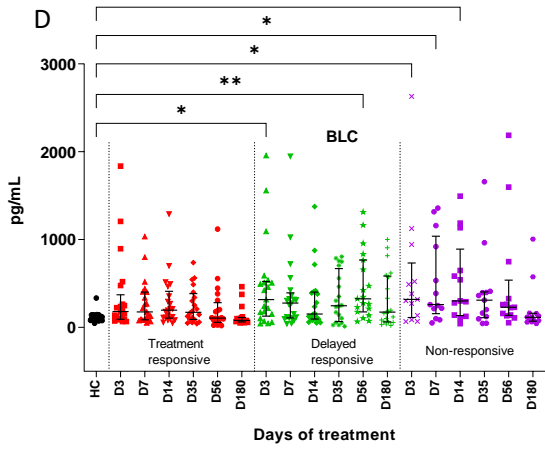 D
*
*
**
*
BLC
3000
2000
1000
0
pg/mL
Treatment
responsive
Delayed
responsive
Non-responsive
HC
D3
D7
D14
D35
D56
D180
D3
D7
D14
D35
D56
D180
D3
D7
D14
D35
D56
D180
Days of treatment